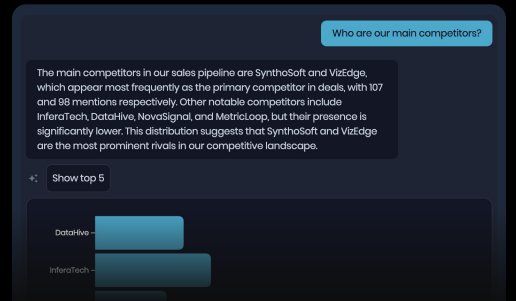 Who are our main competitors?
The main competitors in our sales pipeline are SynthoSoft and VizEdge,
which appear most frequently as the primary competitor in deals, with 107
and 98 mentions respectively. Other notable competitors include
InferaTech, DataHive, NovaSignal, and MetricLoop, but their presence is
significantly lower. This distribution suggests that SynthoSoft and VizEdge
are the most prominent rivals in our competitive landscape.
Show top 5
DataHive
InferaTech